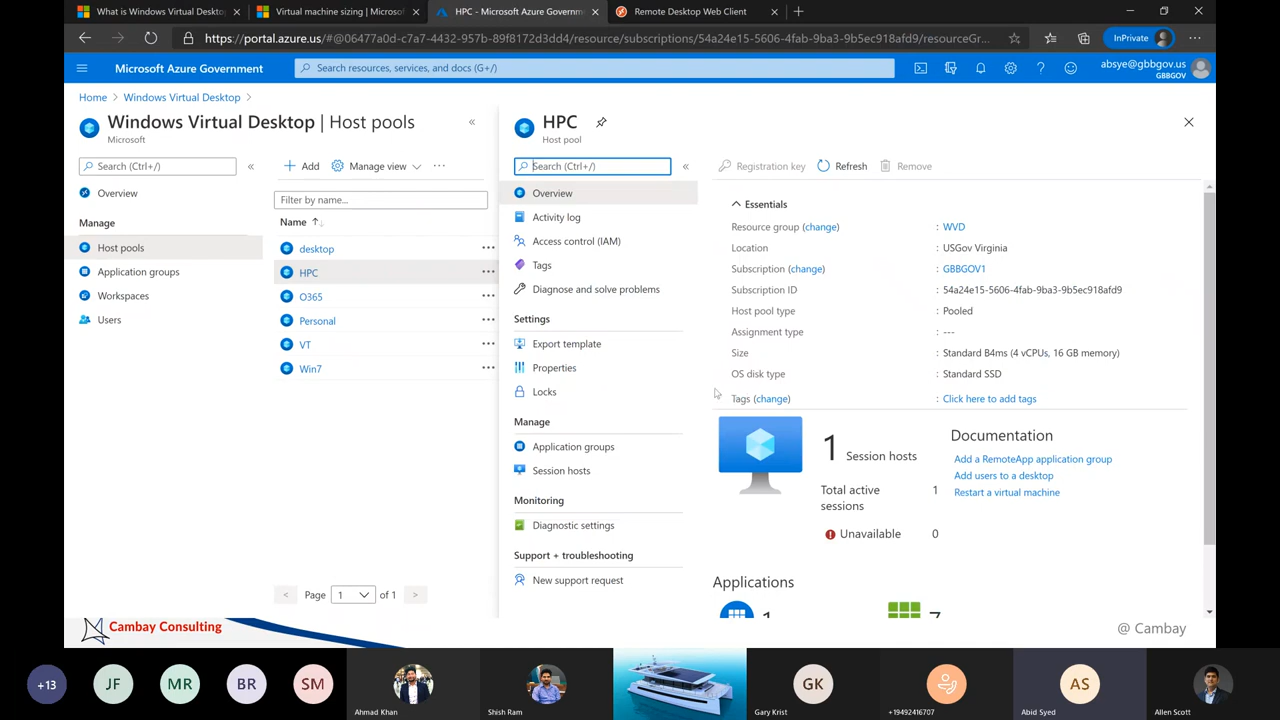 What is Windows Virtual Desktop
Virtual machine sizing | Microsoft
HPC - Microsoft Azure Governm
Remote Desktop Web Client
https://portal.azure.us/#@06477a0d-c7a7-4432-957b-89f8172d3dd4/resource/subscriptions/54a24e15-5606-4fab-9ba3-9b5ec918afd9/resourceGr...
InPrivate
Microsoft Azure Government
Search resources, services, and docs (G+/)
absye@gbbgov.us
GBBGOV
Home > Windows Virtual Desktop >
Windows Virtual Desktop | Host pools
Microsoft
Search (Ctrl+/)
Overview
Manage
Host pools
Application groups
Workspaces
Users
Add
Manage view
Filter by name...
Name
desktop
HPC
O365
Personal
VT
Win7
< Page 1 of 1 >
HPC
Host pool
Search (Ctrl+/)
Overview
Activity log
Access control (IAM)
Tags
Diagnose and solve problems
Settings
Export template
Properties
Locks
Manage
Application groups
Session hosts
Monitoring
Diagnostic settings
Support + troubleshooting
New support request
Registration key
Refresh
Remove
Essentials
Resource group (change) : WVD
Location : USGov Virginia
Subscription (change) : GBBGOV1
Subscription ID : 54a24e15-5606-4fab-9ba3-9b5ec918afd9
Host pool type : Pooled
Assignment type : ---
Size : Standard B4ms (4 vCPUs, 16 GB memory)
OS disk type : Standard SSD
Tags (change) : Click here to add tags
1 Session hosts
Total active sessions 1
Unavailable 0
Documentation
Add a RemoteApp application group
Add users to a desktop
Restart a virtual machine
Applications
1
7
Cambay Consulting
@ Cambay
+13
JF
MR
BR
SM
Ahmad Khan
Shish Ram
GK
Gary Krist
+19492416707
AS
Abid Syed
Allen Scott